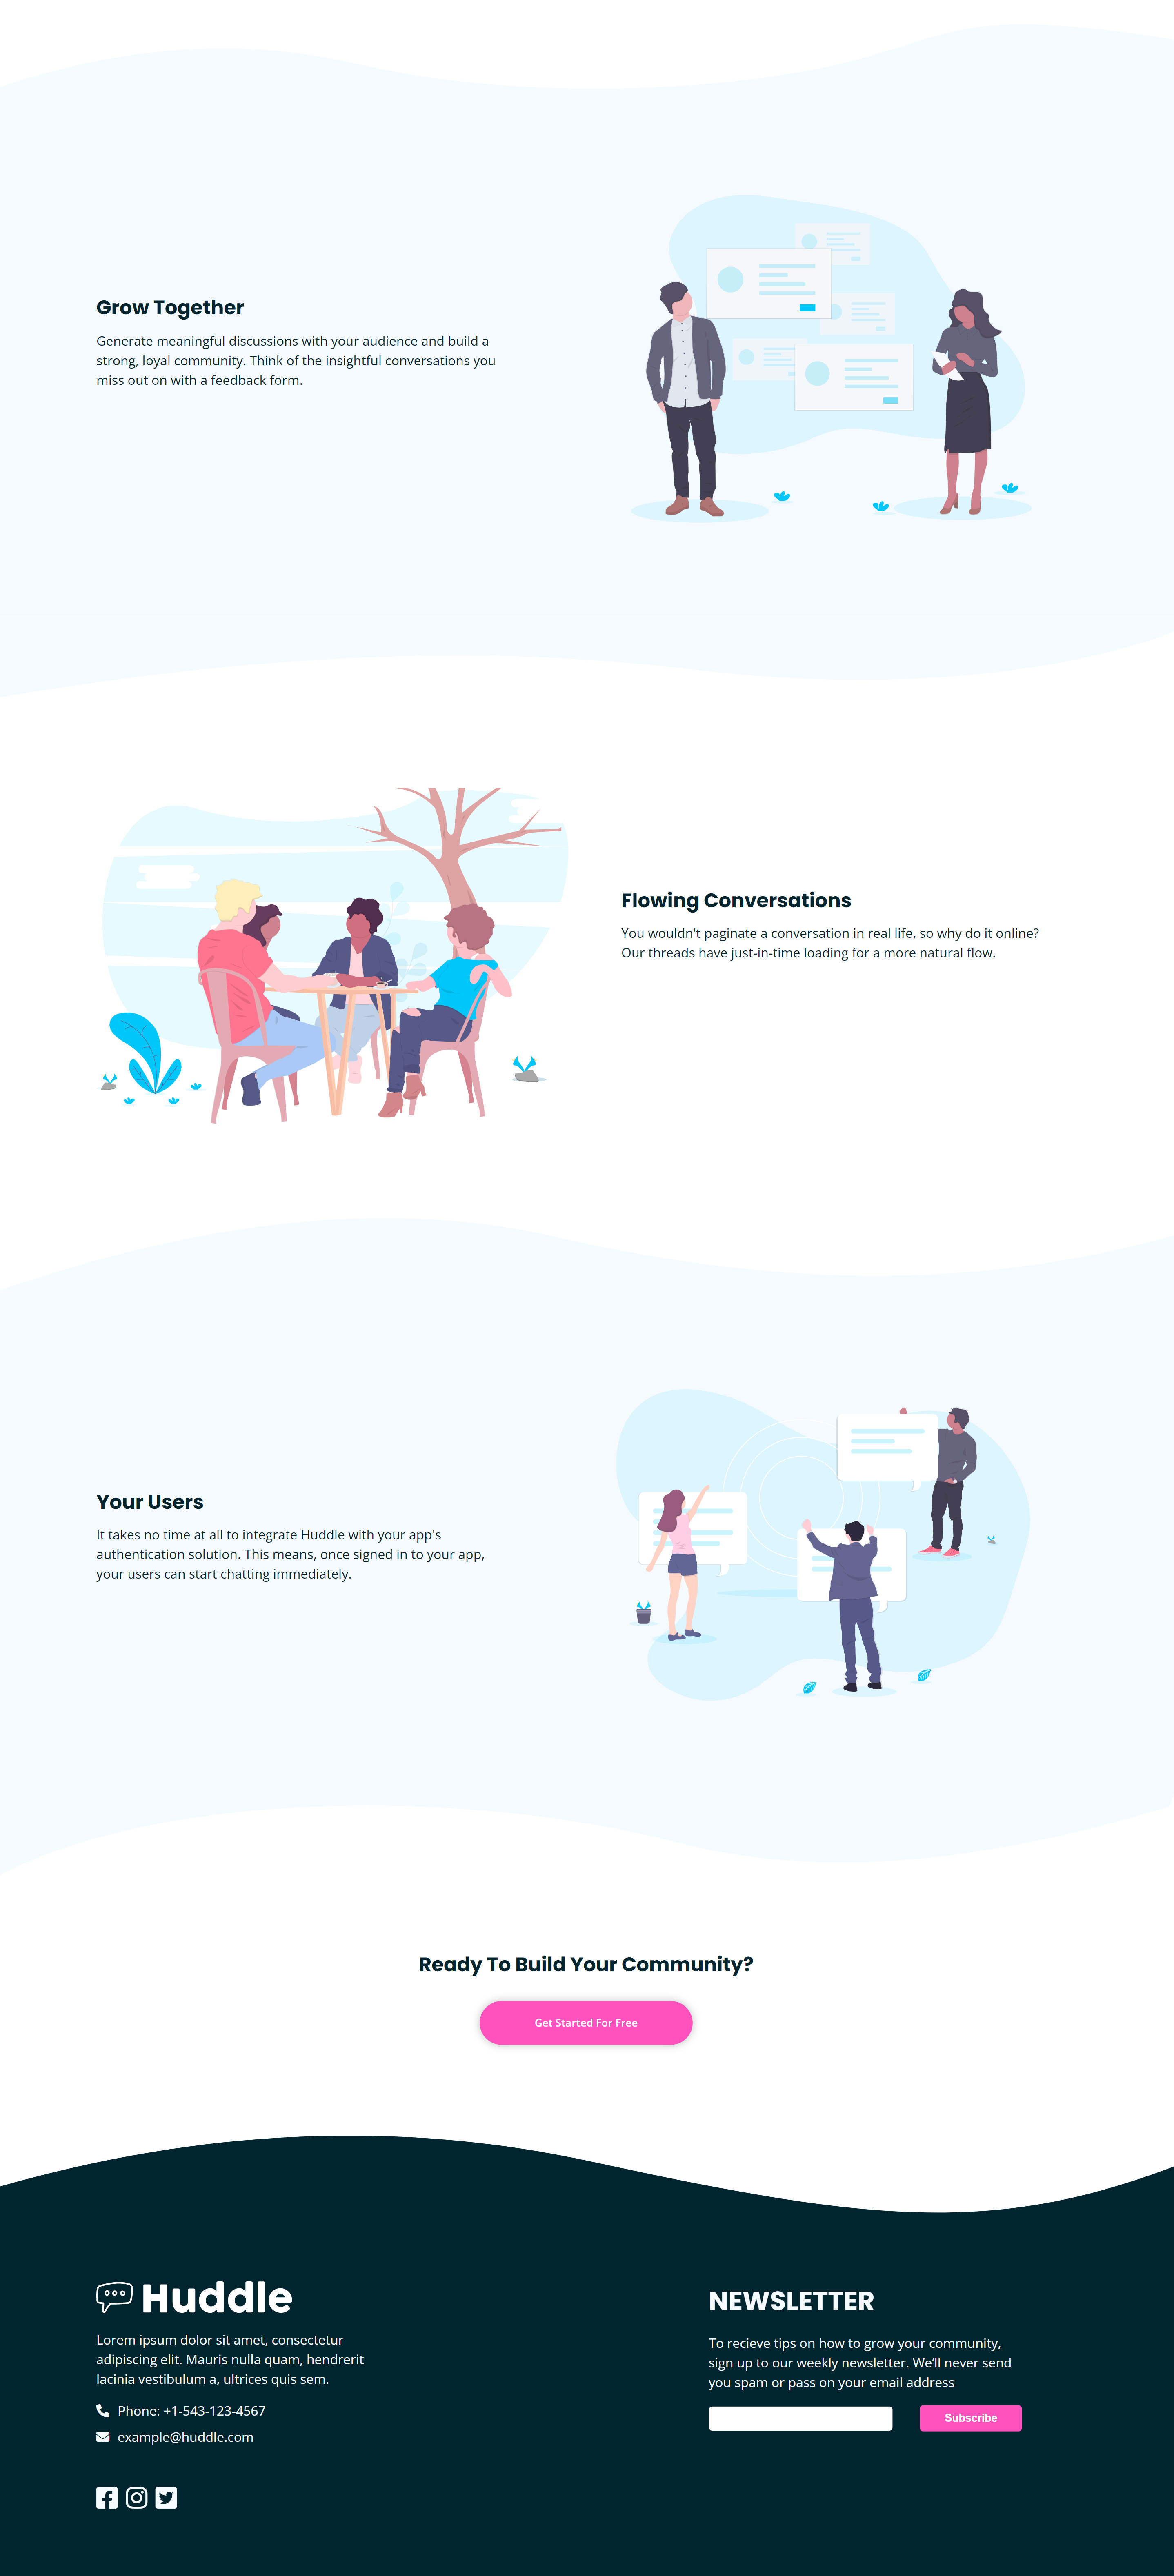 Grow Together
Generate meaningful discussions with your audience and build a
strong, loyal community. Think of the insightful conversations you
miss out on with a feedback form.
Flowing Conversations
You wouldn't paginate a conversation in real life, so why do it online?
Our threads have just-in-time loading for a more natural flow.
Your Users
It takes no time at all to integrate Huddle with your app's
authentication solution. This means, once signed in to your app,
your users can start chatting immediately.
Ready To Build Your Community?
Get Started For Free
Huddle
Lorem ipsum dolor sit amet, consectetur
adipiscing elit. Mauris nulla quam, hendrerit
lacinia vestibulum a, ultrices quis sem.
Phone: +1-543-123-4567
example@huddle.com
NEWSLETTER
To recieve tips on how to grow your community,
sign up to our weekly newsletter. We’ll never send
you spam or pass on your email address
Subscribe